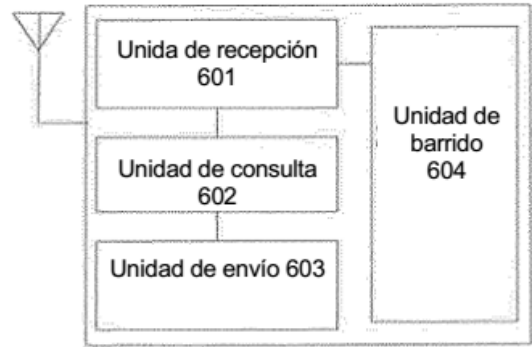 Unida de recepción
601
Unidad de consulta
602
Unidad de envío 603
Unidad de
barrido
604